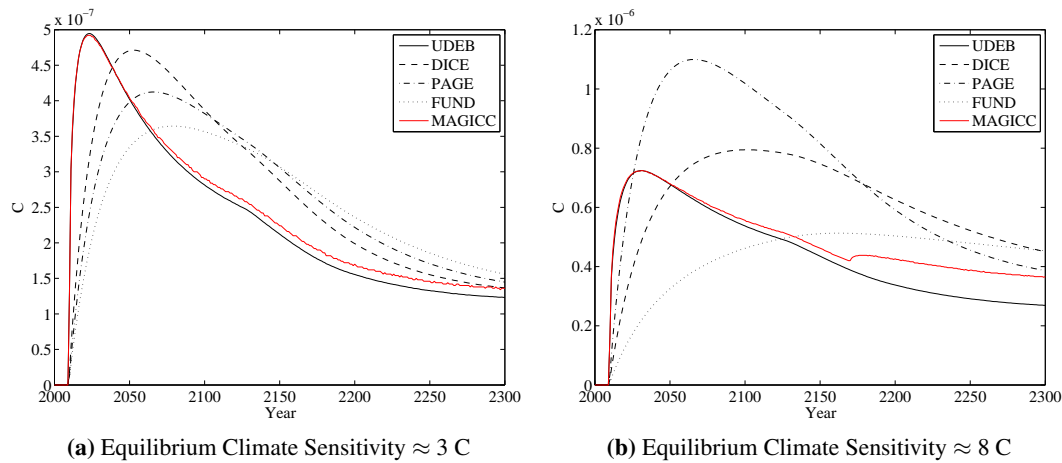 x 10⁻⁷
5
4.5
4
3.5
3
2.5
2
1.5
1
0.5
0
C
2000 2050 2100 2150 2200 2250 2300
Year
UDEB
DICE
PAGE
FUND
MAGICC
(a) Equilibrium Climate Sensitivity ≈ 3 C
x 10⁻⁶
1.2
1
0.8
0.6
0.4
0.2
0
C
2000 2050 2100 2150 2200 2250 2300
Year
UDEB
DICE
PAGE
FUND
MAGICC
(b) Equilibrium Climate Sensitivity ≈ 8 C